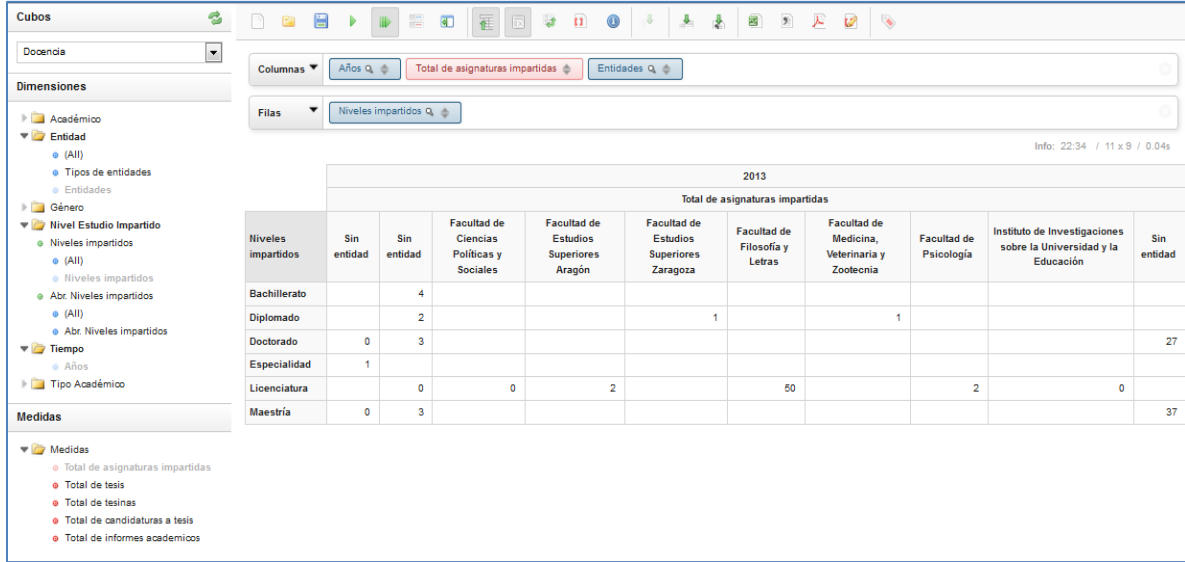 Cubos
Docencia
Dimensiones
Académico
Entidad
(All)
Tipos de entidades
Entidades
Género
Nivel Estudio Impartido
Niveles impartidos
(All)
Niveles impartidos
Abr. Niveles impartidos
(All)
Abr. Niveles impartidos
Tiempo
Años
Tipo Académico
Medidas
Medidas
Total de asignaturas impartidas
Total de tesis
Total de tesinas
Total de candidaturas a tesis
Total de informes academicos
Columnas Años Total de asignaturas impartidas Entidades
Filas Niveles impartidos
Info: 22:34 / 11 x 9 / 0.04s
2013
Total de asignaturas impartidas
Niveles
impartidos
Sin
entidad
Sin
entidad
Facultad de
Ciencias
Políticas y
Sociales
Facultad de
Estudios
Superiores
Aragón
Facultad de
Estudios
Superiores
Zaragoza
Facultad de
Filosofía y
Letras
Facultad de
Medicina,
Veterinaria y
Zootecnia
Facultad de
Psicología
Instituto de Investigaciones
sobre la Universidad y la
Educación
Sin
entidad
Bachillerato 4
Diplomado 2 1 1
Doctorado 0 3 27
Especialidad 1
Licenciatura 0 0 2 50 2 0
Maestría 0 3 37